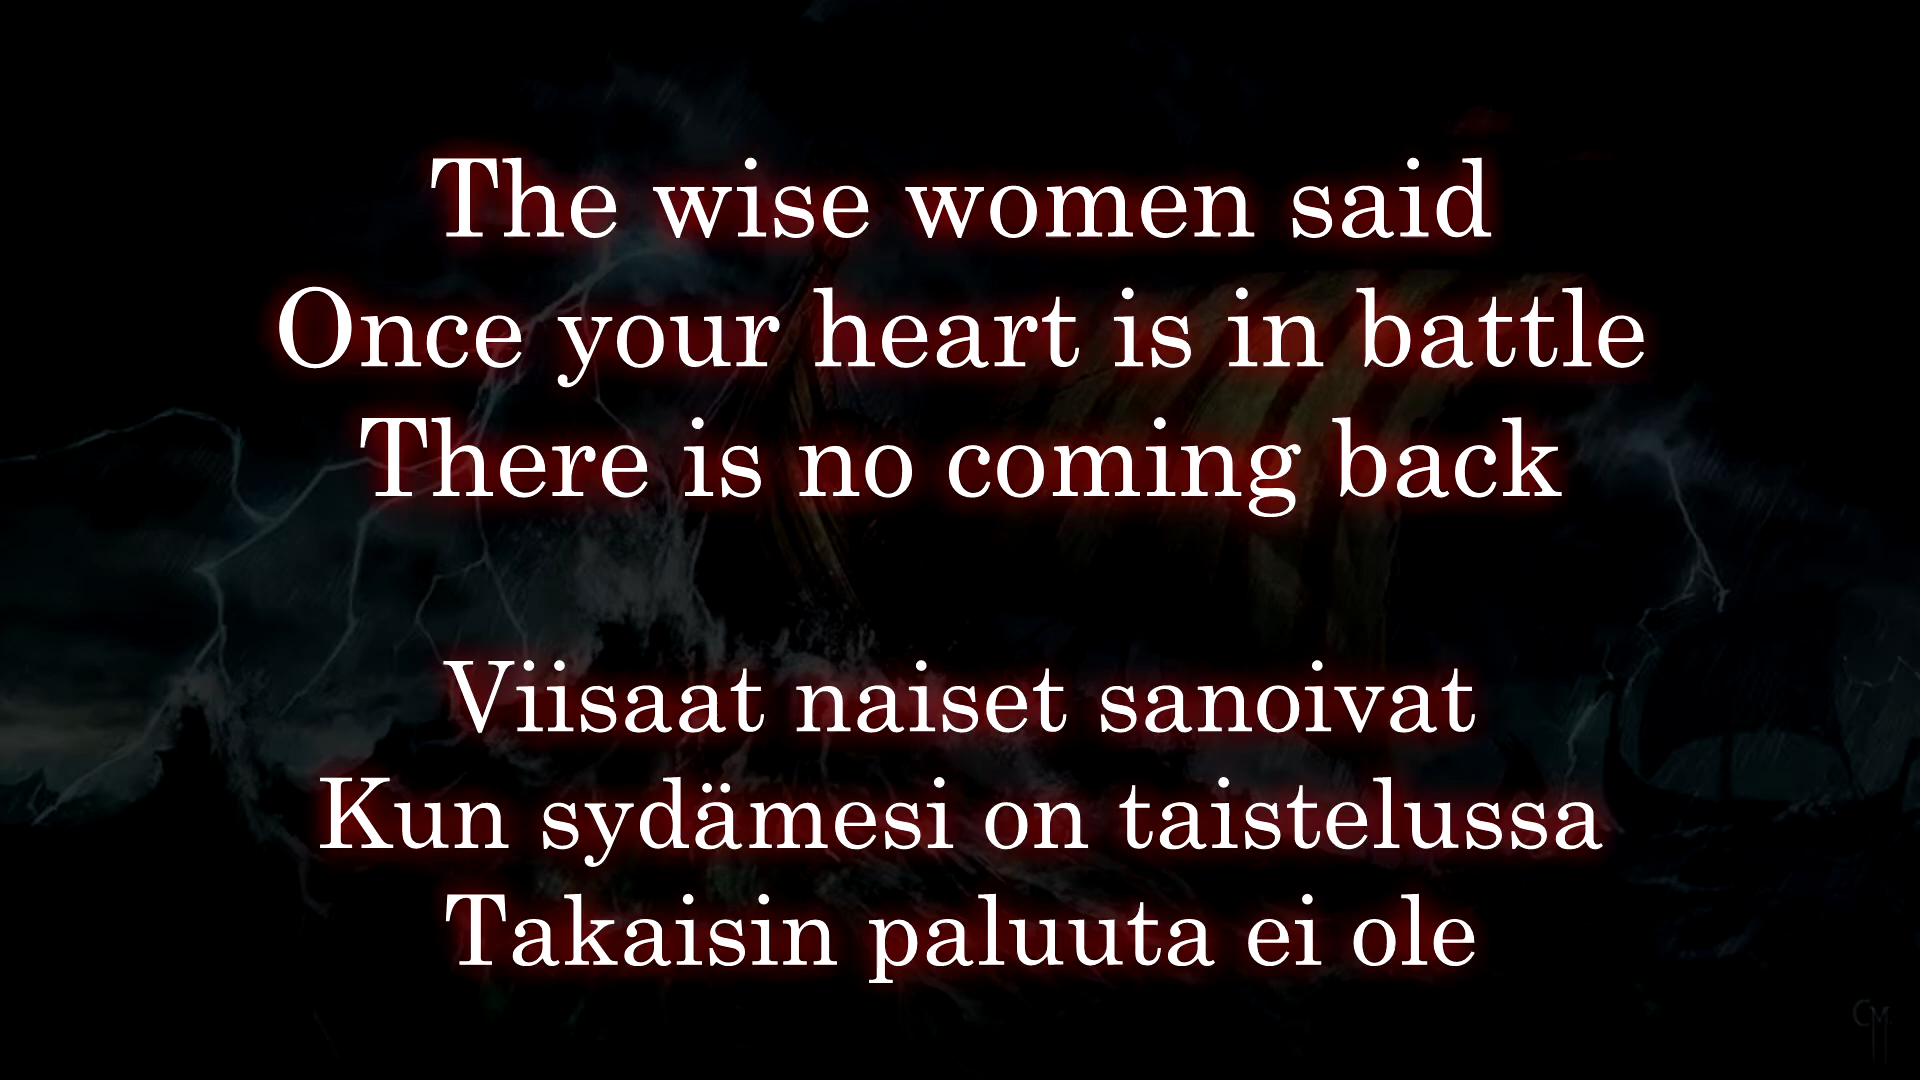 The wise women said
Once your heart is in battle
There is no coming back
Viisaat naiset sanoivat
Kun sydämesi on taistelussa
Takaisin paluuta ei ole